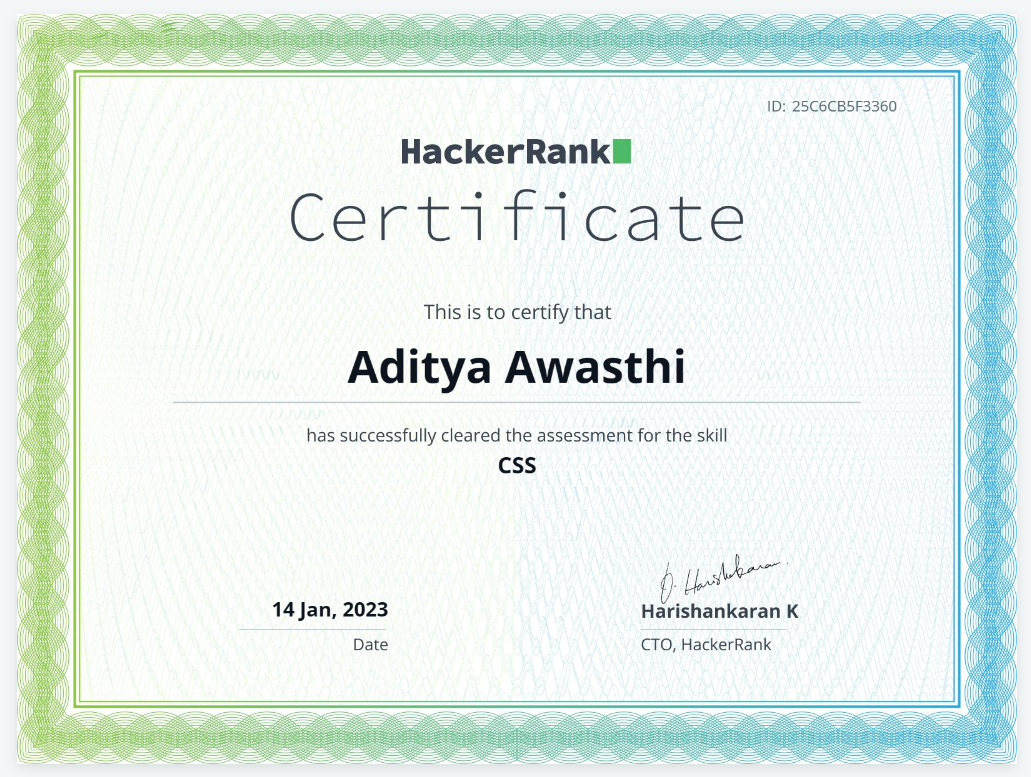 ID: 25C6CB5F3360
HackerRank
Certificate
This is to certify that
Aditya Awasthi
has successfully cleared the assessment for the skill
CSS
14 Jan, 2023
Date
Harishankaran K
CTO, HackerRank